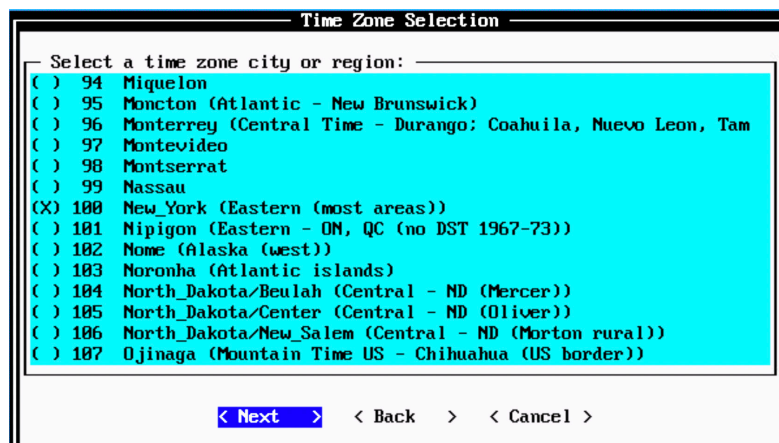 Time Zone Selection
Select a time zone city or region:
( ) 94 Miquelon
( ) 95 Moncton (Atlantic - New Brunswick)
( ) 96 Monterrey (Central Time - Durango; Coahuila, Nuevo Leon, Tam
( ) 97 Montevideo
( ) 98 Montserrat
( ) 99 Nassau
(X) 100 New_York (Eastern (most areas))
( ) 101 Nipigon (Eastern - ON, QC (no DST 1967-73))
( ) 102 Nome (Alaska (west))
( ) 103 Noronha (Atlantic islands)
( ) 104 North_Dakota/Beulah (Central - ND (Mercer))
( ) 105 North_Dakota/Center (Central - ND (Oliver))
( ) 106 North_Dakota/New_Salem (Central - ND (Morton rural))
( ) 107 Ojinaga (Mountain Time US - Chihuahua (US border))
< Next > < Back > < Cancel >